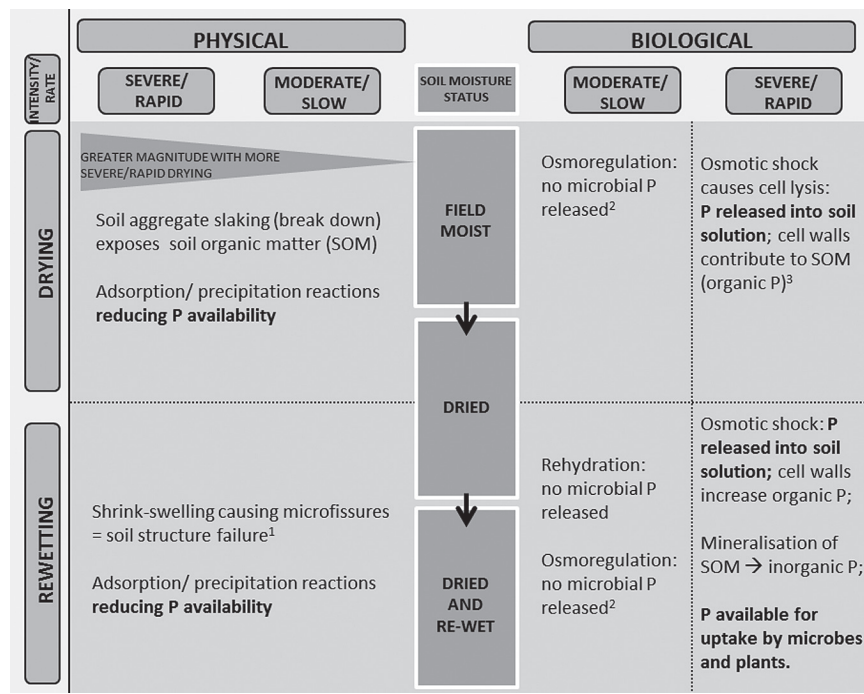 PHYSICAL
BIOLOGICAL
INTENSITY/
RATE
SEVERE/
RAPID
MODERATE/
SLOW
SOIL MOISTURE
STATUS
MODERATE/
SLOW
SEVERE/
RAPID
DRYING
GREATER MAGNITUDE WITH MORE
SEVERE/RAPID DRYING
Soil aggregate slaking (break down)
exposes soil organic matter (SOM)
Adsorption/ precipitation reactions
reducing P availability
FIELD
MOIST
Osmoregulation:
no microbial P
released²
Osmotic shock
causes cell lysis:
P released into soil
solution; cell walls
contribute to SOM
(organic P)³
DRIED
REWETTING
Shrink-swelling causing microfissures
= soil structure failure¹
Adsorption/ precipitation reactions
reducing P availability
DRIED
AND
RE-WET
Rehydration:
no microbial P
released
Osmoregulation:
no microbial P
released²
Osmotic shock: P
released into soil
solution; cell walls
increase organic P;
Mineralisation of
SOM → inorganic P;
P available for
uptake by microbes
and plants.